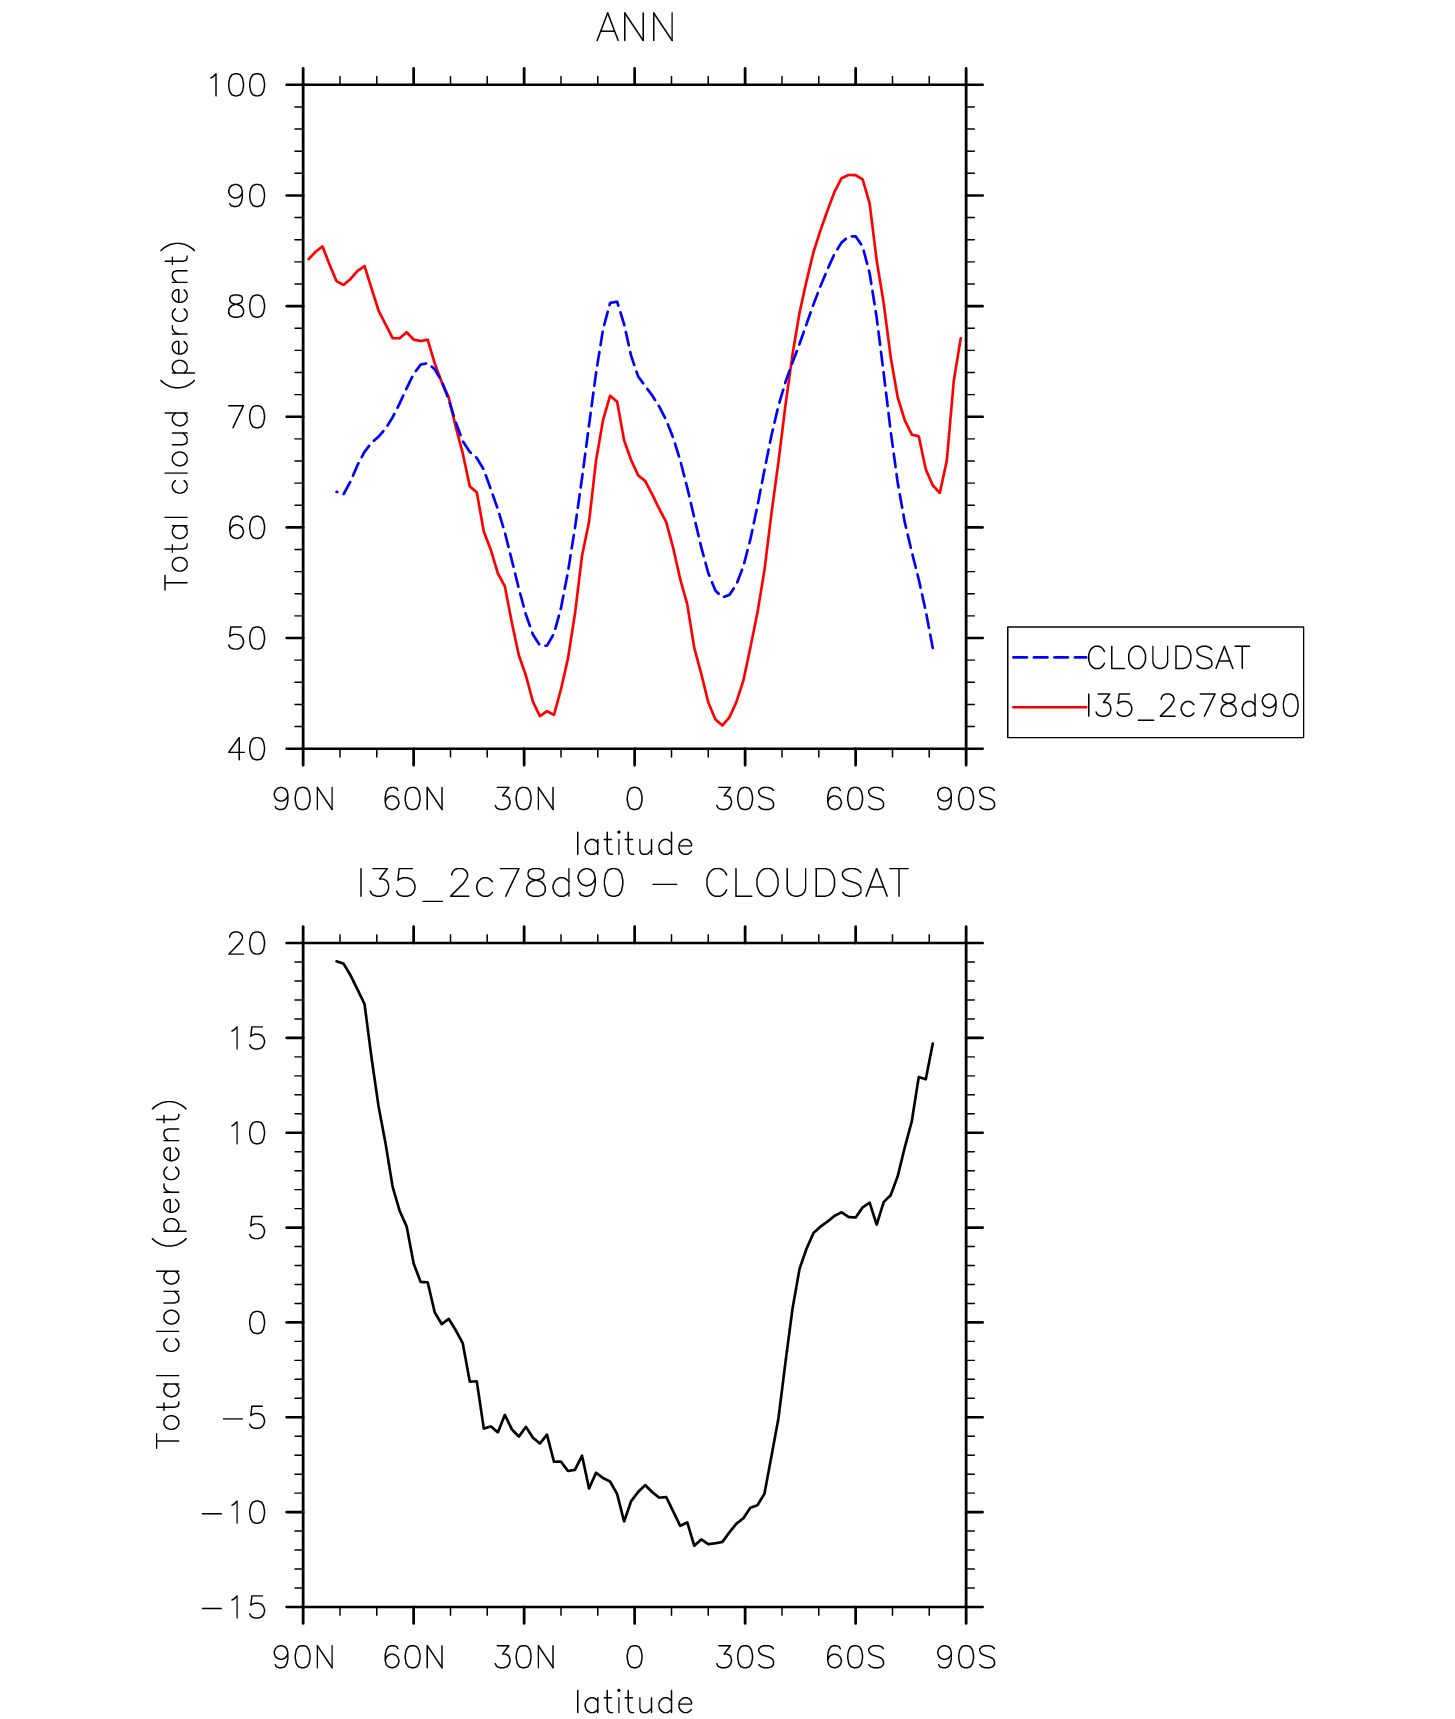 ANN
100
90
80
70
60
50
40
Total cloud (percent)
90N 60N 30N 0 30S 60S 90S
latitude
CLOUDSAT
I35_2c78d90
I35_2c78d90 − CLOUDSAT
20
15
10
5
0
−5
−10
−15
Total cloud (percent)
90N 60N 30N 0 30S 60S 90S
latitude